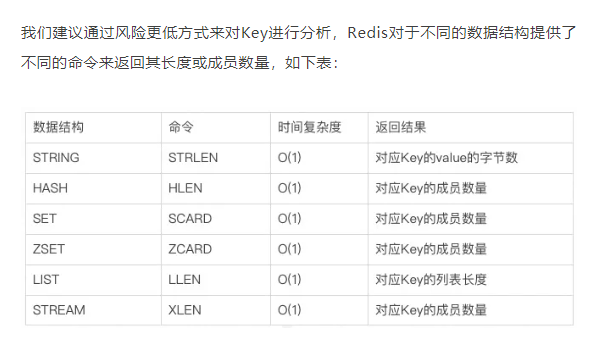 我们建议通过风险更低方式来对Key进行分析，Redis对于不同的数据结构提供了
不同的命令来返回其长度或成员数量，如下表：
数据结构 命令 时间复杂度 返回结果
STRING STRLEN O(1) 对应Key的value的字节数
HASH HLEN O(1) 对应Key的成员数量
SET SCARD O(1) 对应Key的成员数量
ZSET ZCARD O(1) 对应Key的成员数量
LIST LLEN O(1) 对应Key的列表长度
STREAM XLEN O(1) 对应Key的成员数量